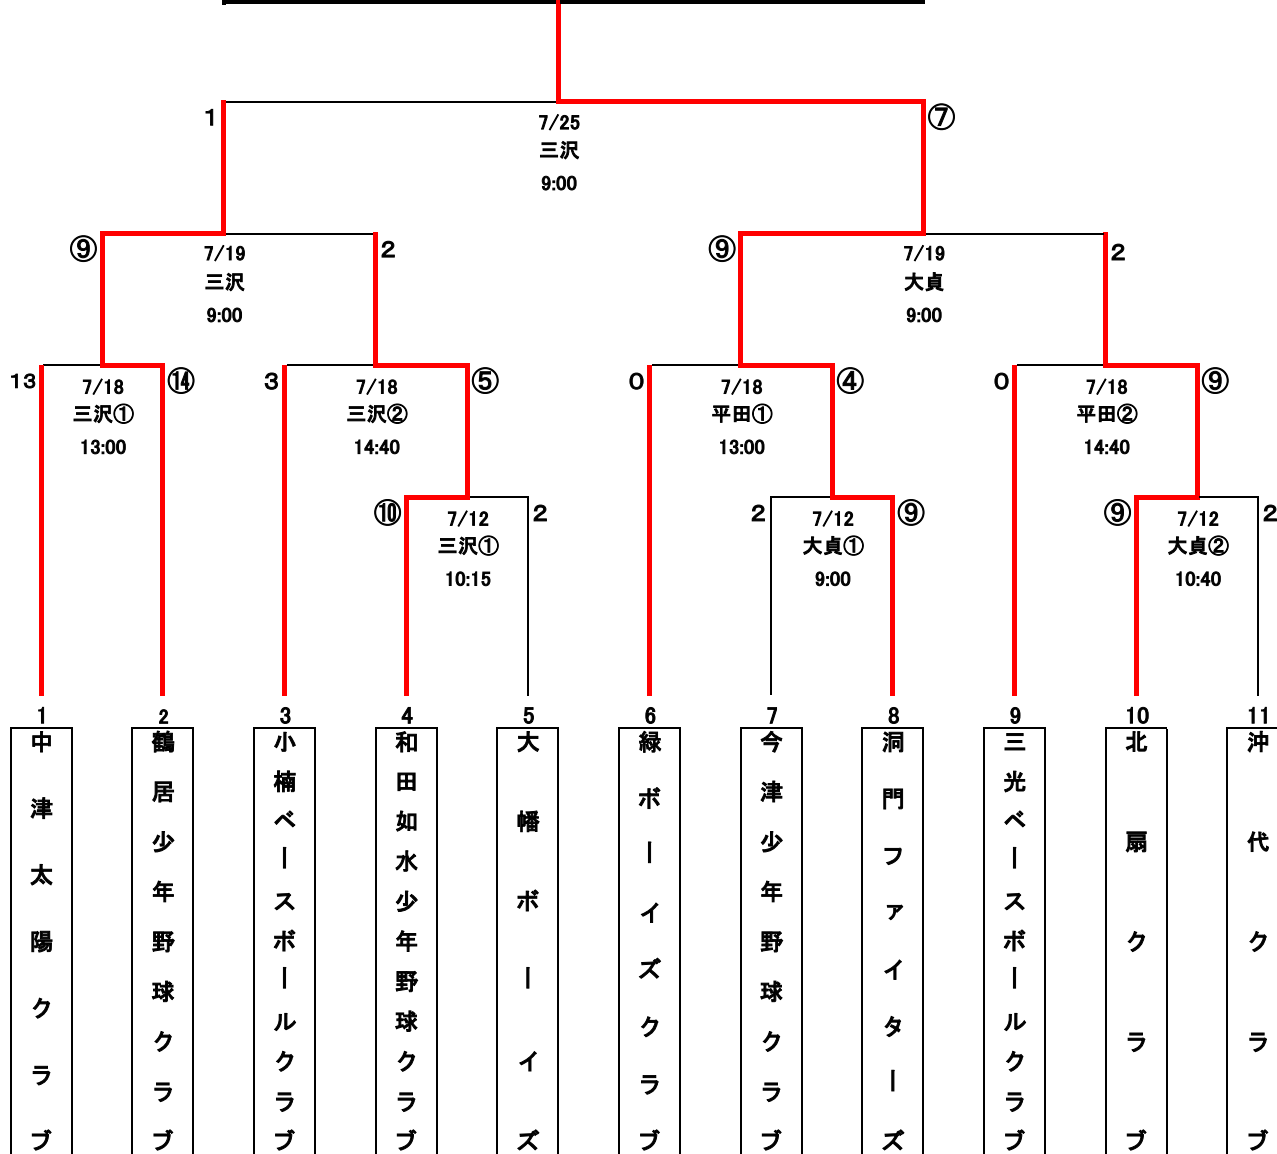 1
⑦
7/25
三沢
9:00
⑨
2
⑨
2
7/19
三沢
9:00
7/19
大貞
9:00
13
⑭
3
⑤
0
④
0
⑨
7/18
三沢①
13:00
7/18
三沢②
14:40
7/18
平田①
13:00
7/18
平田②
14:40
⑩
2
2
⑨
⑨
2
7/12
三沢①
10:15
7/12
大貞①
9:00
7/12
大貞②
10:40
1
2
3
4
5
6
7
8
9
10
11
中津太陽クラブ
鶴居少年野球クラブ
小楠ベースボールクラブ
和田如水少年野球クラブ
大幡ボーイズ
緑ボーイズクラブ
今津少年野球クラブ
洞門ファイターズ
三光ベースボールクラブ
北扇クラブ
沖代クラブ